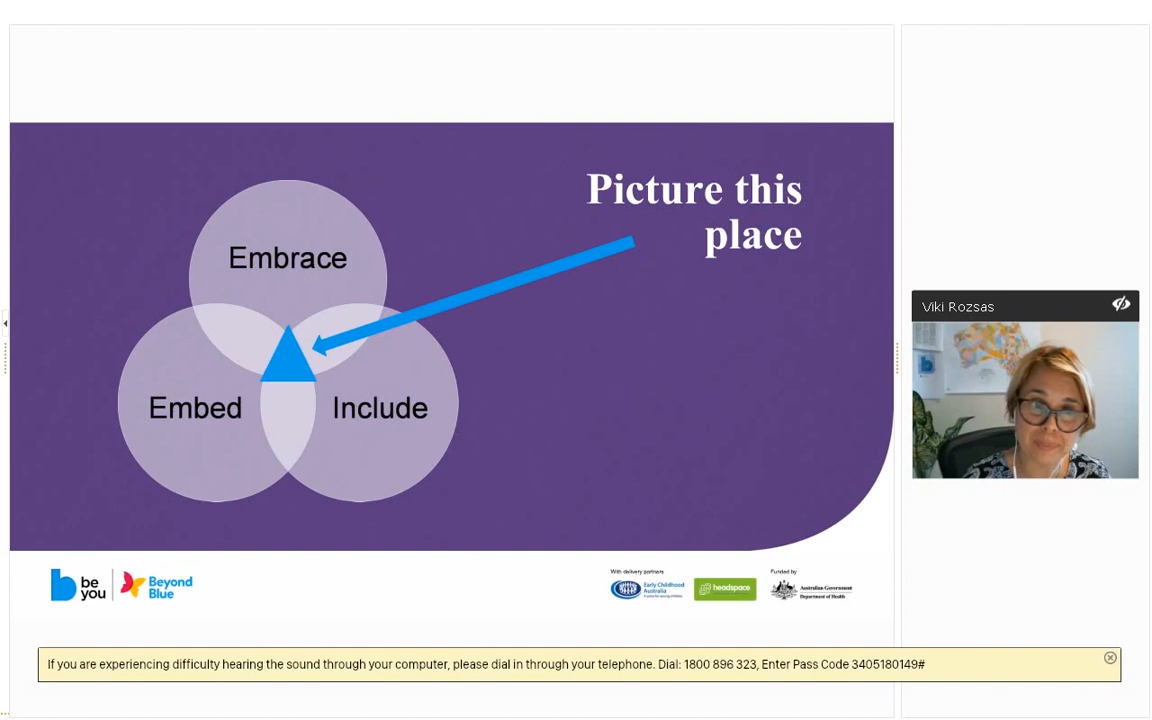 Picture this
place
Embrace
Embed
Include
Viki Rozsas
be
you
Beyond
Blue
With delivery partners
Early Childhood
Australia
headspace
Funded by
Australian Government
Department of Health
If you are experiencing difficulty hearing the sound through your computer, please dial in through your telephone. Dial: 1800 896 323, Enter Pass Code 3405180149#